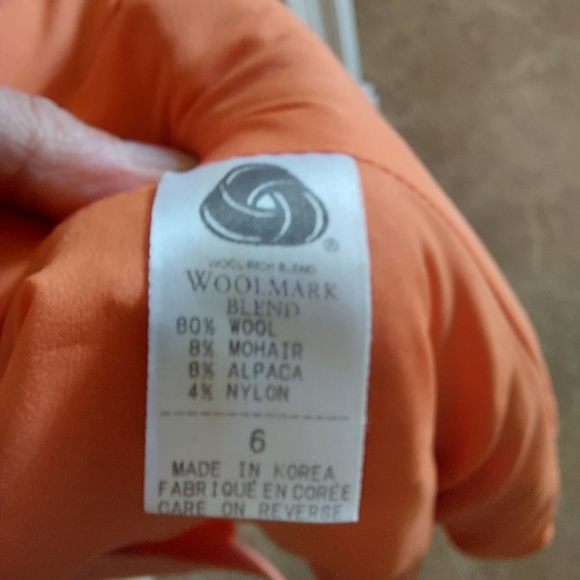 ®
WOOL RICH BLEND
WOOLMARK
BLEND
80% WOOL
8% MOHAIR
8% ALPACA
4% NYLON
6
MADE IN KOREA
FABRIQUÉ EN CORÉE
CARE ON REVERSE